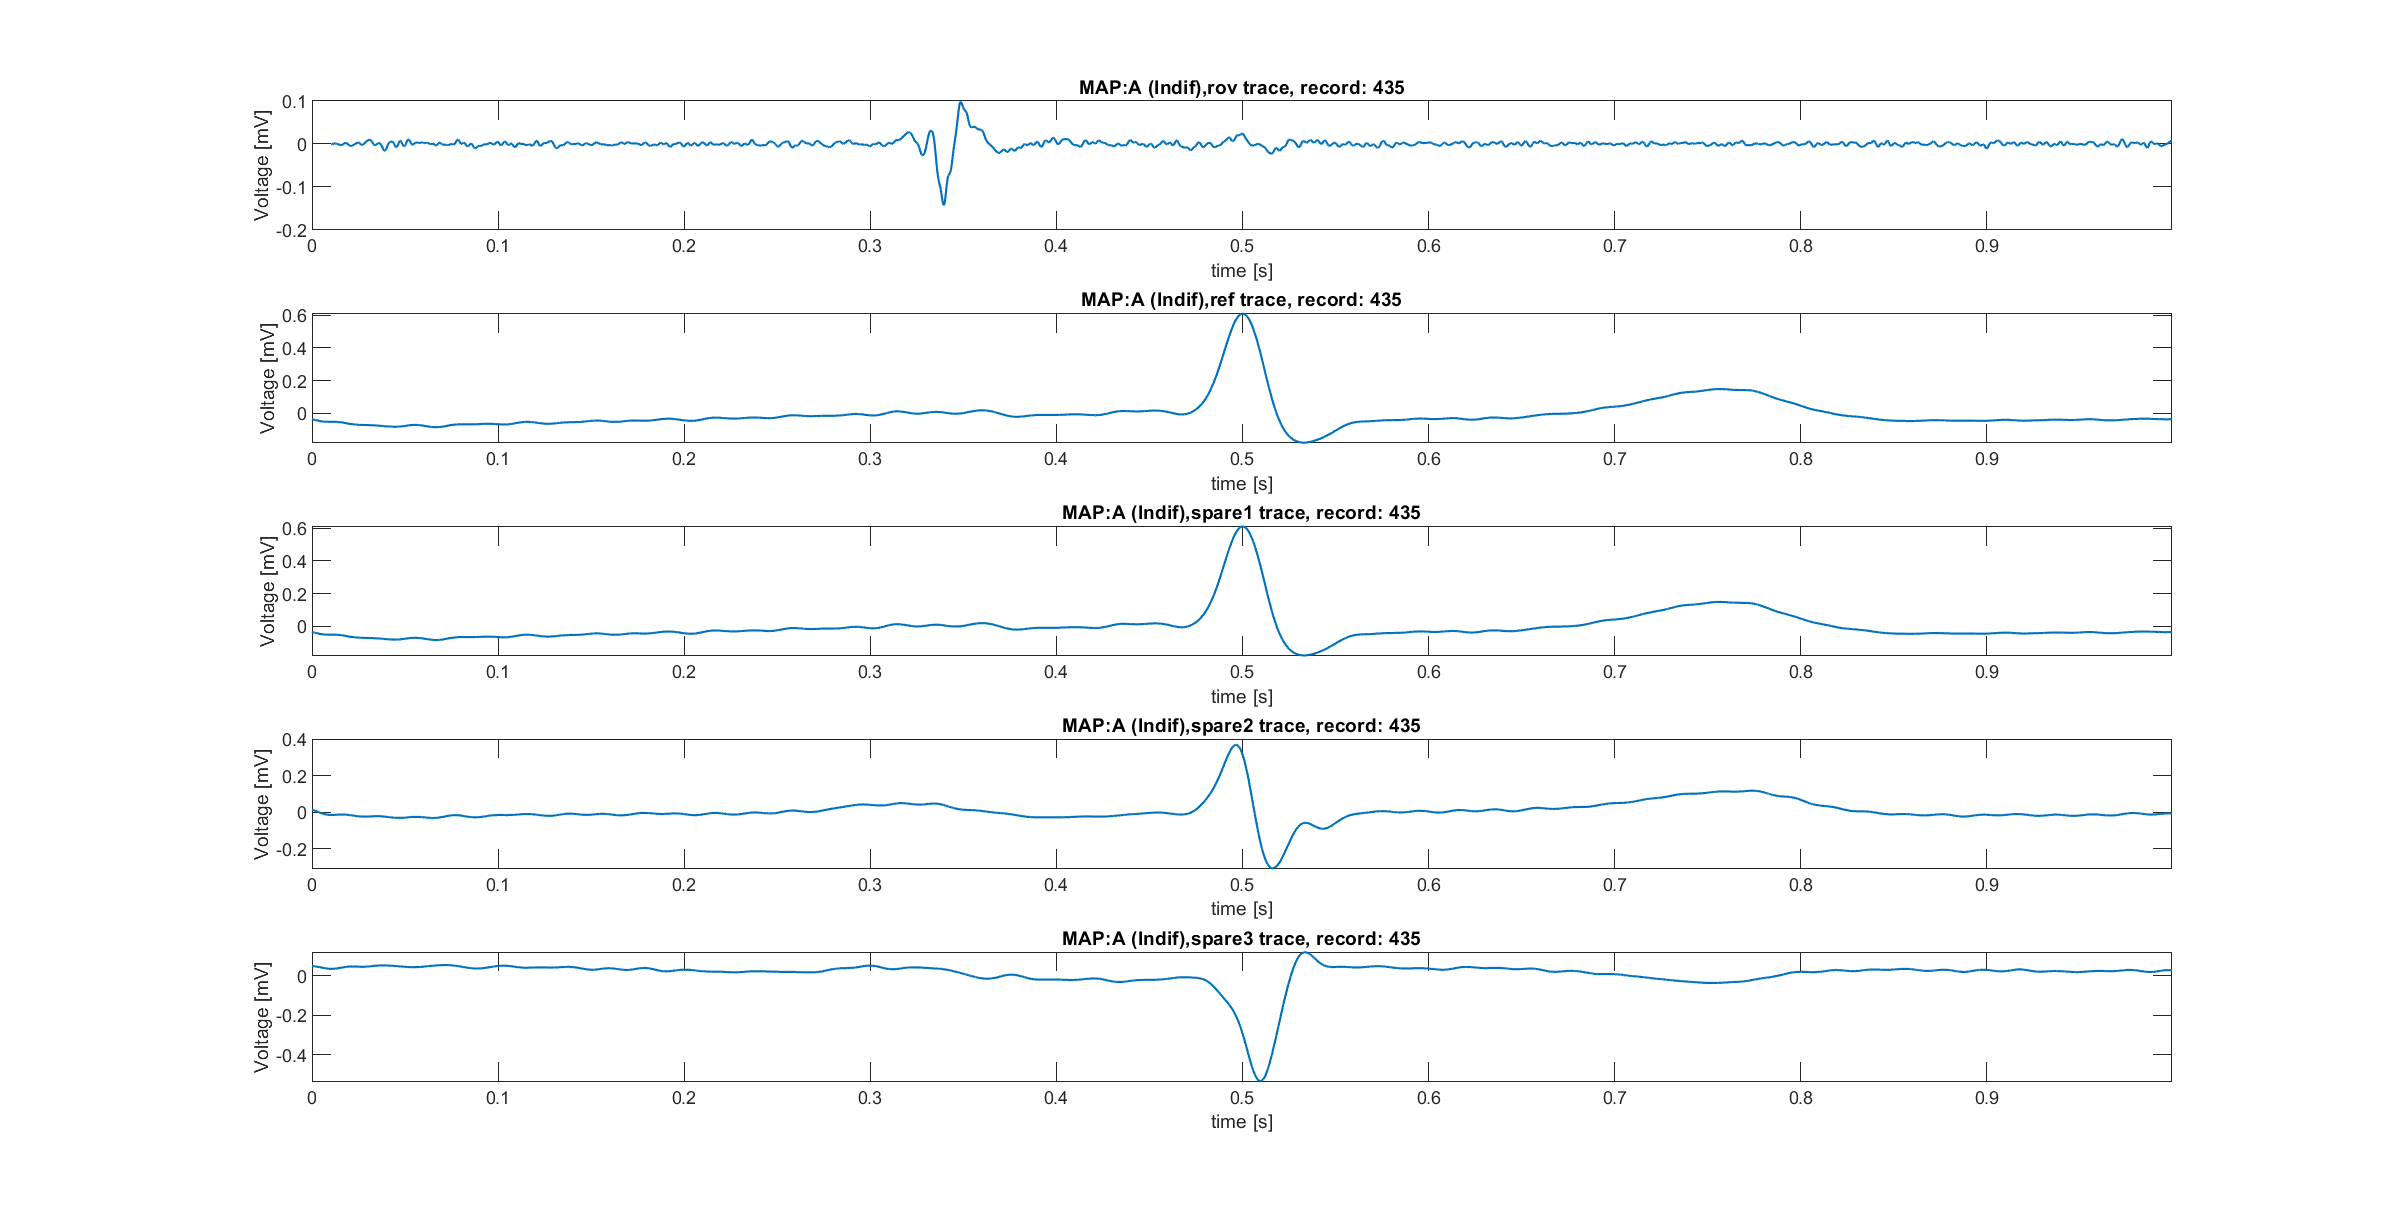 MAP:A (Indif),rov trace, record: 435
Voltage [mV]
0.1
0
-0.1
-0.2
0 0.1 0.2 0.3 0.4 0.5 0.6 0.7 0.8 0.9
time [s]
MAP:A (Indif),ref trace, record: 435
Voltage [mV]
0.6
0.4
0.2
0
0 0.1 0.2 0.3 0.4 0.5 0.6 0.7 0.8 0.9
time [s]
MAP:A (Indif),spare1 trace, record: 435
Voltage [mV]
0.6
0.4
0.2
0
0 0.1 0.2 0.3 0.4 0.5 0.6 0.7 0.8 0.9
time [s]
MAP:A (Indif),spare2 trace, record: 435
Voltage [mV]
0.4
0.2
0
-0.2
0 0.1 0.2 0.3 0.4 0.5 0.6 0.7 0.8 0.9
time [s]
MAP:A (Indif),spare3 trace, record: 435
Voltage [mV]
0
-0.2
-0.4
0 0.1 0.2 0.3 0.4 0.5 0.6 0.7 0.8 0.9
time [s]